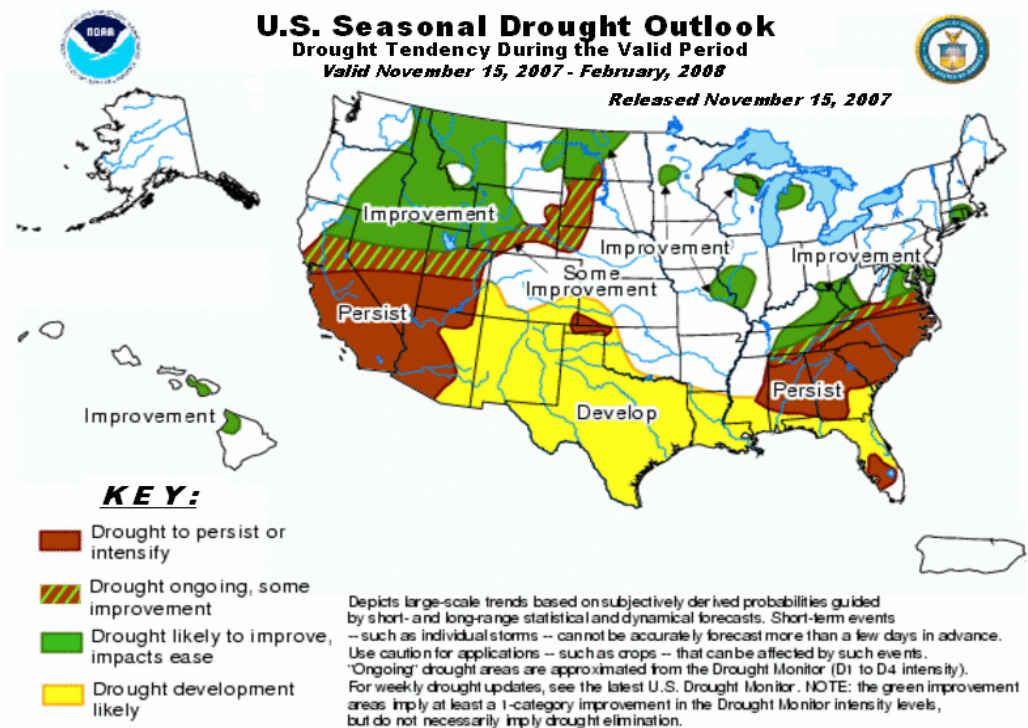 NOAA
U.S. Seasonal Drought Outlook
Drought Tendency During the Valid Period
Valid November 15, 2007 - February, 2008
Released November 15, 2007
Improvement
Improvement
Improvement
Some
Improvement
Persist
Persist
Develop
Improvement
KEY:
Drought to persist or
intensify
Drought ongoing, some
improvement
Drought likely to improve,
impacts ease
Drought development
likely
Depicts large-scale trends based on subjectively derived probabilities guided
by short- and long-range statistical and dynamical forecasts. Short-term events
-- such as individual storms -- cannot be accurately forecast more than a few days in advance.
Use caution for applications -- such as crops -- that can be affected by such events.
"Ongoing" drought areas are approximated from the Drought Monitor (D1 to D4 intensity).
For weekly drought updates, see the latest U.S. Drought Monitor. NOTE: the green improvement
areas imply at least a 1-category improvement in the Drought Monitor intensity levels,
but do not necessarily imply drought elimination.